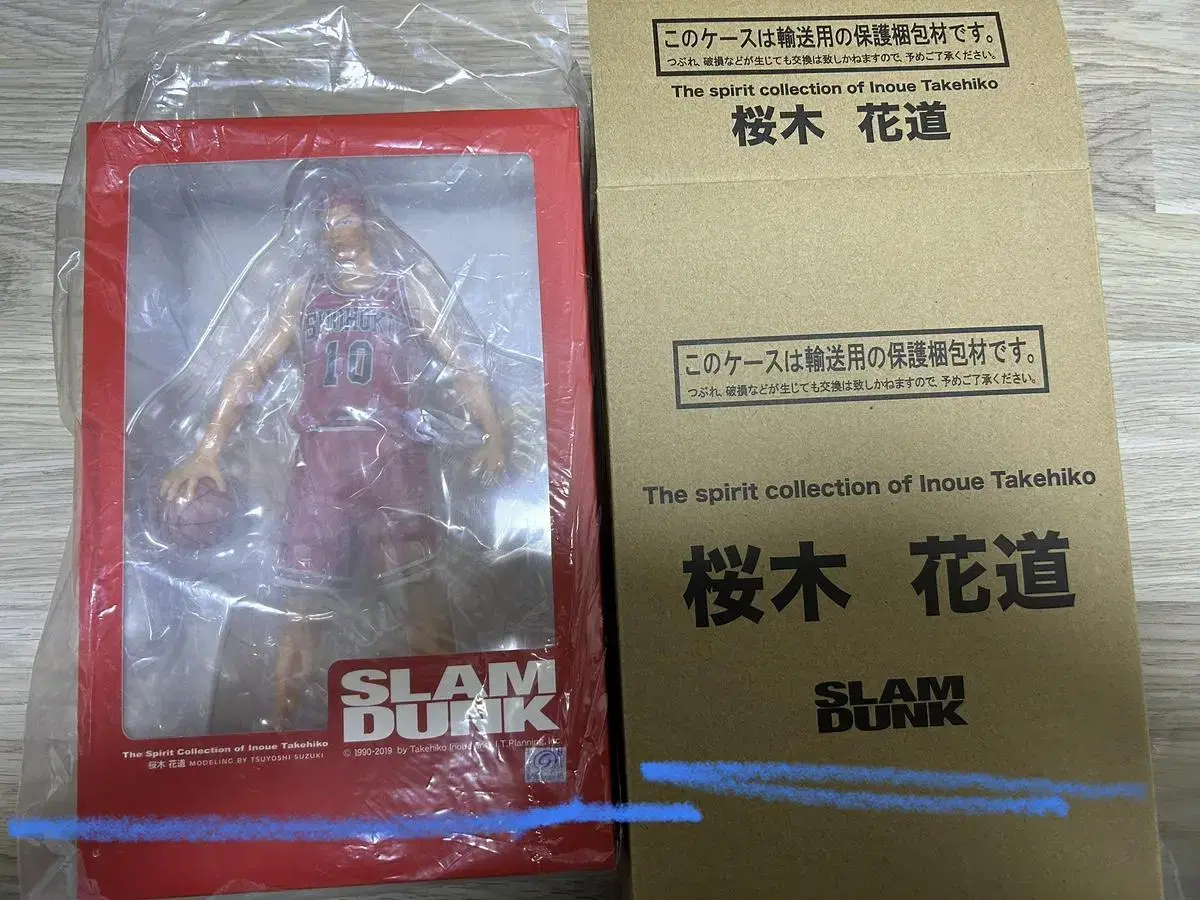 SHOHOKU
10
SLAM
DUNK
The Spirit Collection of Inoue Takehiko
桜木 花道 MODELING BY TSUYOSHI SUZUKI
© 1990-2019 by Takehiko Inoue and I.T.Planning, Inc.
このケースは輸送用の保護梱包材です。
つぶれ、破損などが生じても交換は致しかねますので、予めご了承ください。
The spirit collection of Inoue Takehiko
桜木 花道
このケースは輸送用の保護梱包材です。
つぶれ、破損などが生じても交換は致しかねますので、予めご了承ください。
The spirit collection of Inoue Takehiko
桜木 花道
SLAM
DUNK